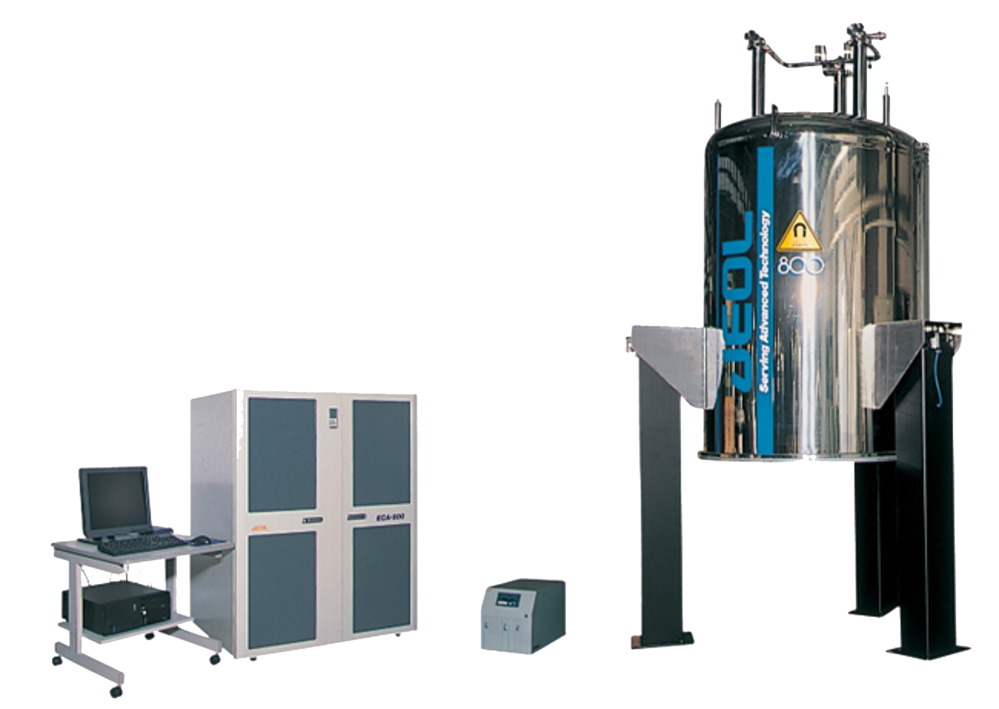 JEOL
Serving Advanced Technology
800
JEOL
ECA-800